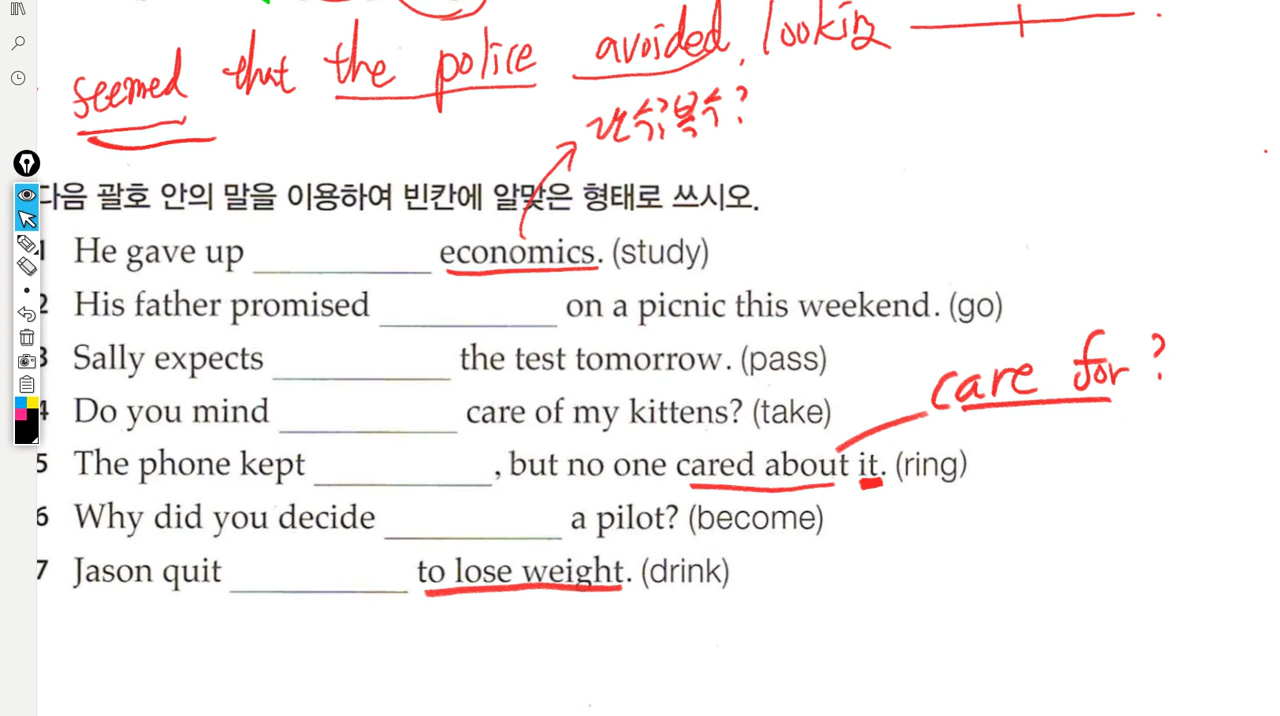 seemed that the police avoided looking
단수? 복수?
다음 괄호 안의 말을 이용하여 빈칸에 알맞은 형태로 쓰시오.
1 He gave up __________ economics. (study)
2 His father promised __________ on a picnic this weekend. (go)
3 Sally expects __________ the test tomorrow. (pass)
care for?
4 Do you mind __________ care of my kittens? (take)
5 The phone kept __________, but no one cared about it. (ring)
6 Why did you decide __________ a pilot? (become)
7 Jason quit __________ to lose weight. (drink)